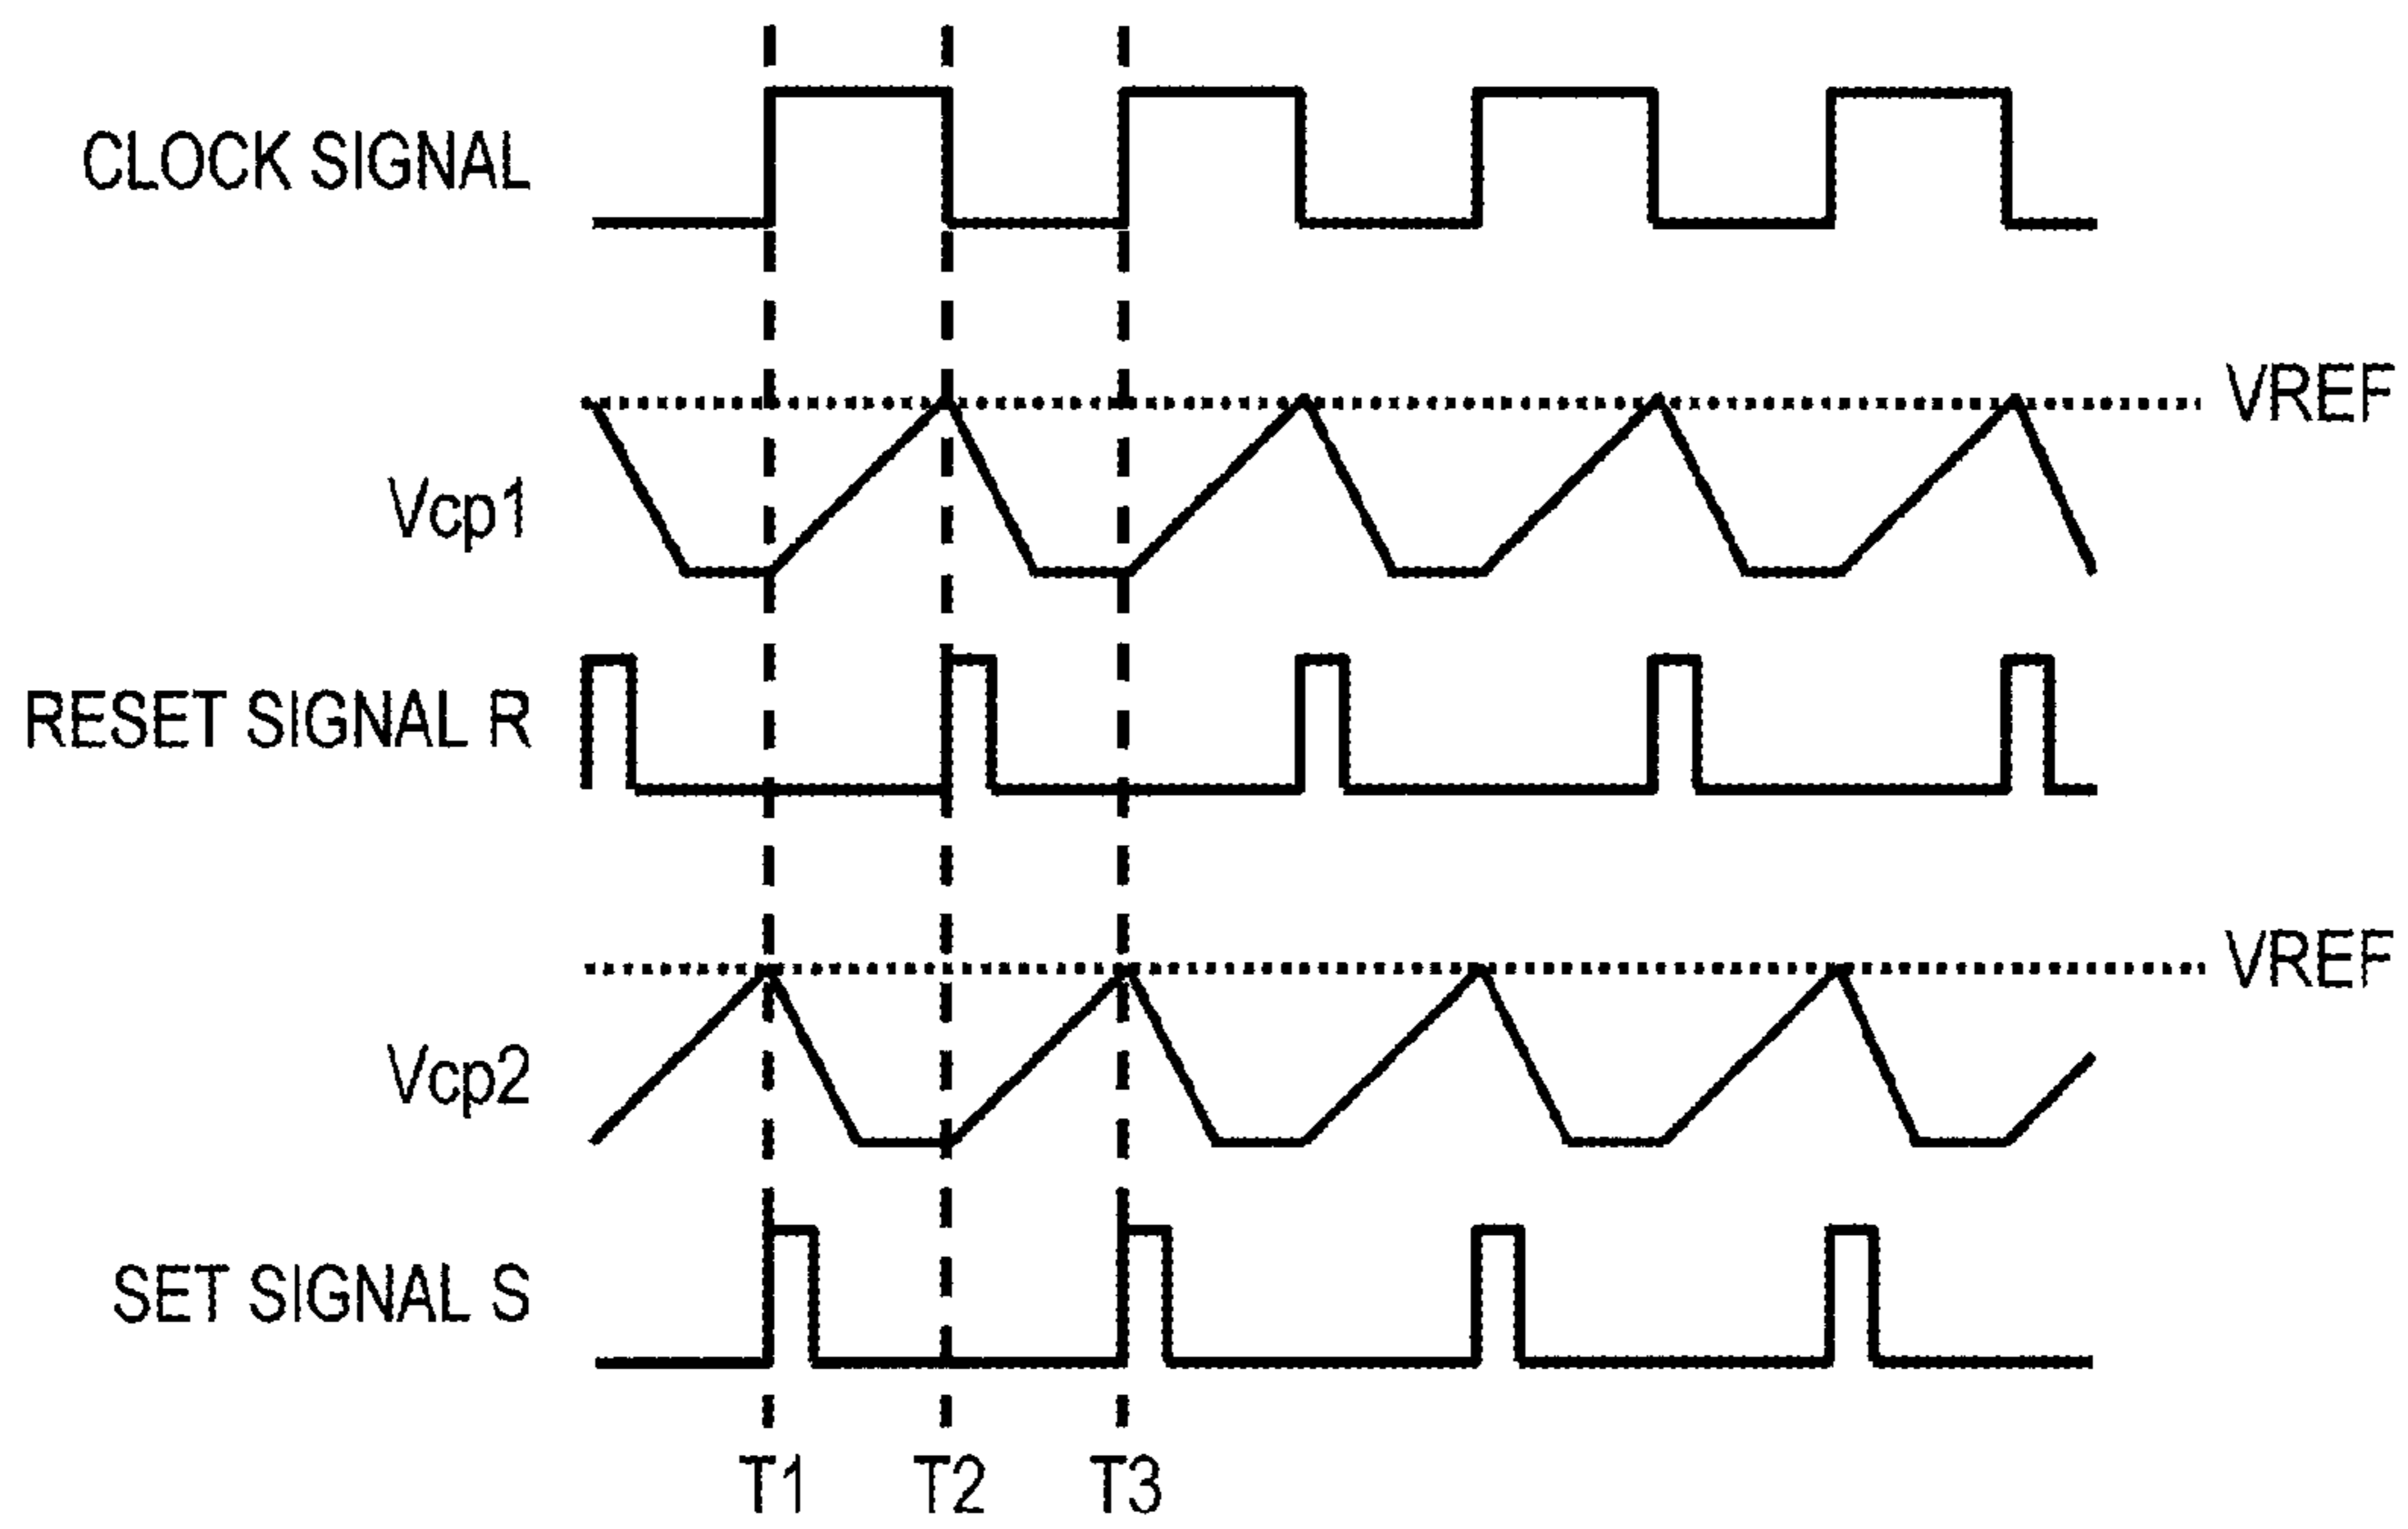 CLOCK SIGNAL
VREF
Vcp1
RESET SIGNAL R
VREF
Vcp2
SET SIGNAL S
T1 T2 T3